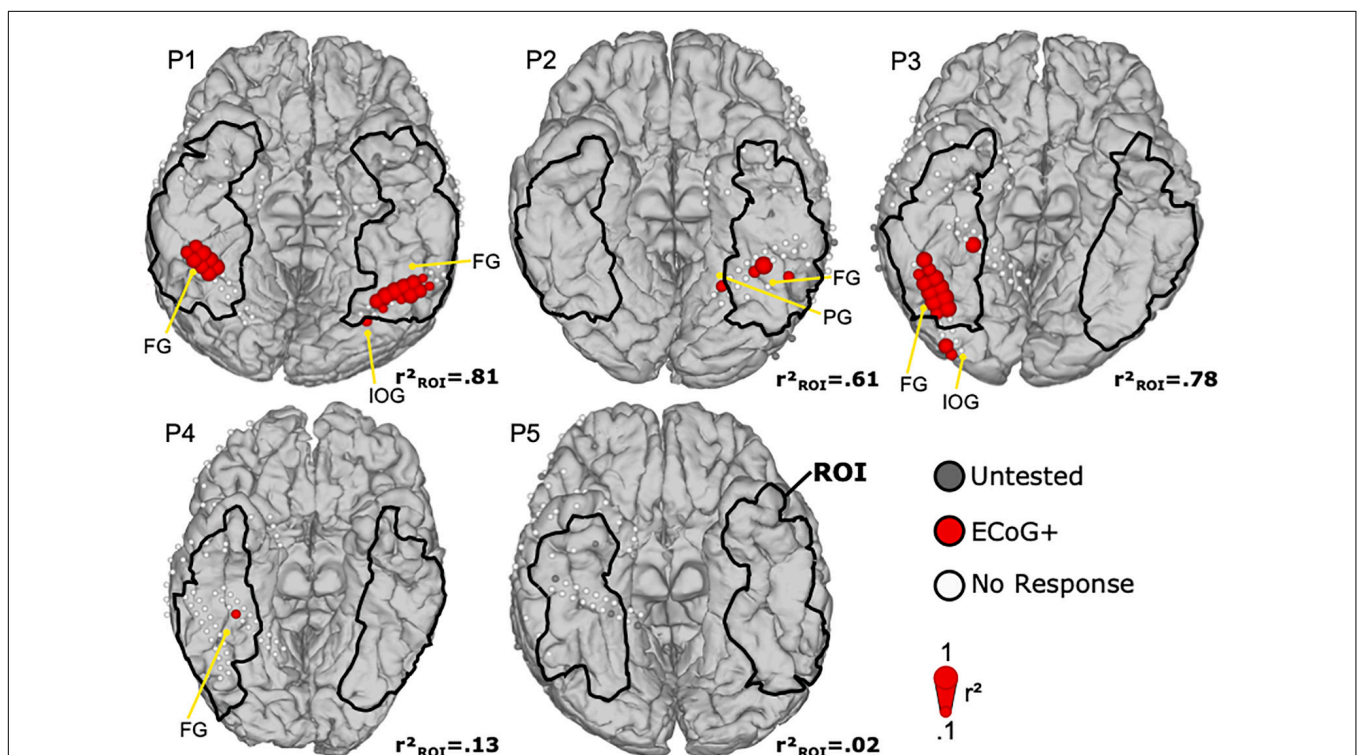 P1
P2
P3
FG
FG
FG
PG
FG
IOG
IOG
r²ROI=.81
r²ROI=.61
r²ROI=.78
P4
P5
ROI
Untested
ECoG+
No Response
1
r²
.1
FG
r²ROI=.13
r²ROI=.02